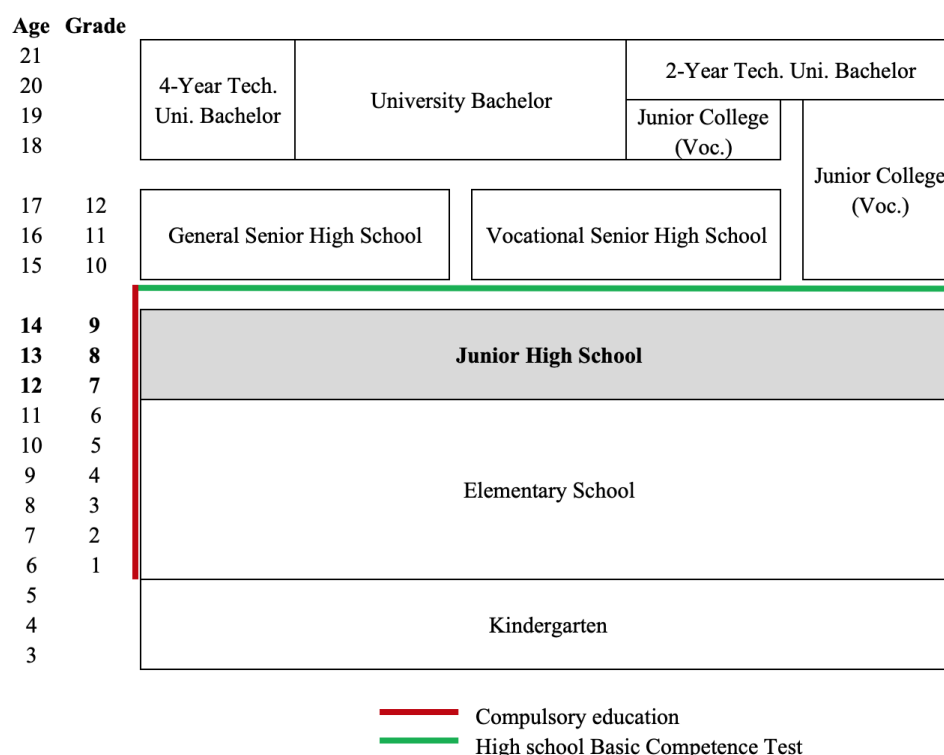 Age Grade
21
20
19
18
4-Year Tech.
Uni. Bachelor
University Bachelor
2-Year Tech. Uni. Bachelor
Junior College
(Voc.)
Junior College
(Voc.)
17 12
16 11
15 10
General Senior High School
Vocational Senior High School
14 9
13 8
12 7
Junior High School
11 6
10 5
9 4
8 3
7 2
6 1
Elementary School
5
4
3
Kindergarten
Compulsory education
High school Basic Competence Test